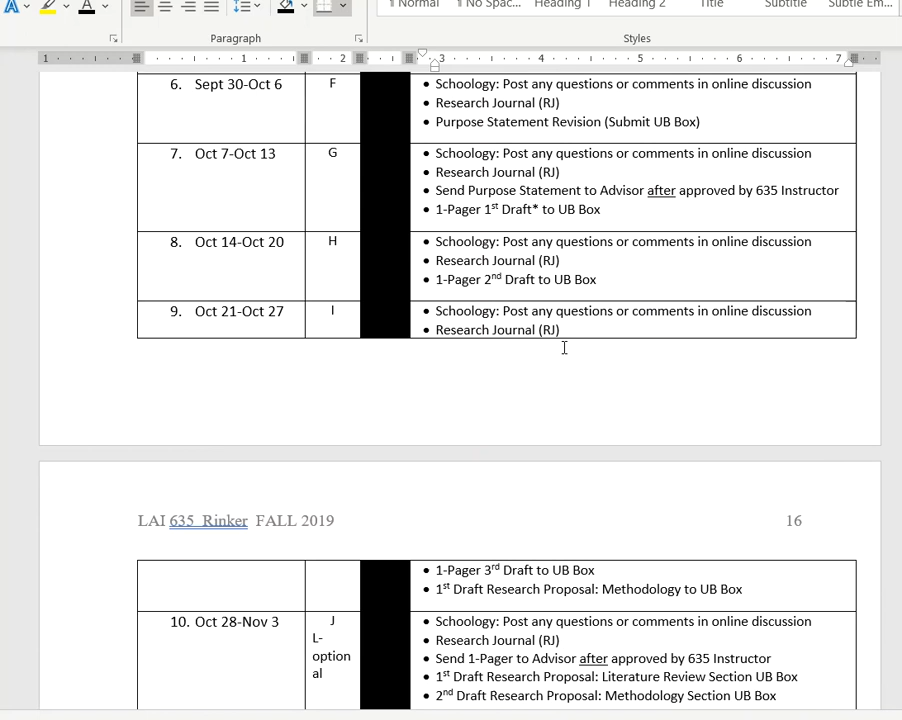 A A
¶ Normal ¶ No Spac... Heading 1 Heading 2 Title Subtitle Subtle Em...
Paragraph Styles
1 1 2 3 4 5 6 7
6. Sept 30-Oct 6 F
• Schoology: Post any questions or comments in online discussion
• Research Journal (RJ)
• Purpose Statement Revision (Submit UB Box)
7. Oct 7-Oct 13 G
• Schoology: Post any questions or comments in online discussion
• Research Journal (RJ)
• Send Purpose Statement to Advisor after approved by 635 Instructor
• 1-Pager 1st Draft* to UB Box
8. Oct 14-Oct 20 H
• Schoology: Post any questions or comments in online discussion
• Research Journal (RJ)
• 1-Pager 2nd Draft to UB Box
9. Oct 21-Oct 27 I
• Schoology: Post any questions or comments in online discussion
• Research Journal (RJ)
LAI 635 Rinker FALL 2019 16
• 1-Pager 3rd Draft to UB Box
• 1st Draft Research Proposal: Methodology to UB Box
10. Oct 28-Nov 3 J
L-
option
al
• Schoology: Post any questions or comments in online discussion
• Research Journal (RJ)
• Send 1-Pager to Advisor after approved by 635 Instructor
• 1st Draft Research Proposal: Literature Review Section UB Box
• 2nd Draft Research Proposal: Methodology Section UB Box